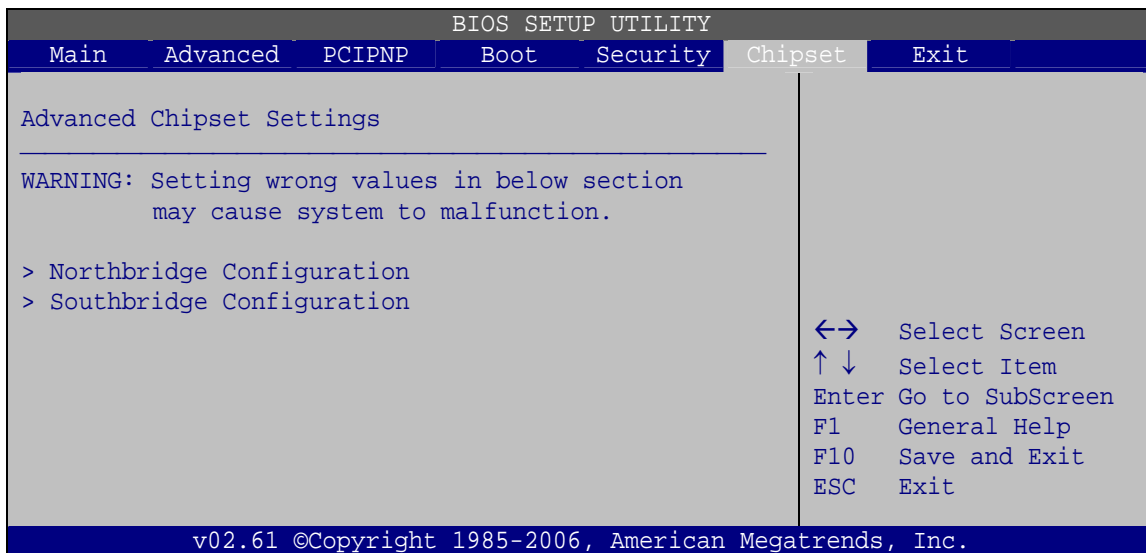 BIOS SETUP UTILITY
Main Advanced PCIPNP Boot Security Chipset Exit
Advanced Chipset Settings
WARNING: Setting wrong values in below section
may cause system to malfunction.
> Northbridge Configuration
> Southbridge Configuration
←→ Select Screen
↑ ↓ Select Item
Enter Go to SubScreen
F1 General Help
F10 Save and Exit
ESC Exit
v02.61 ©Copyright 1985-2006, American Megatrends, Inc.